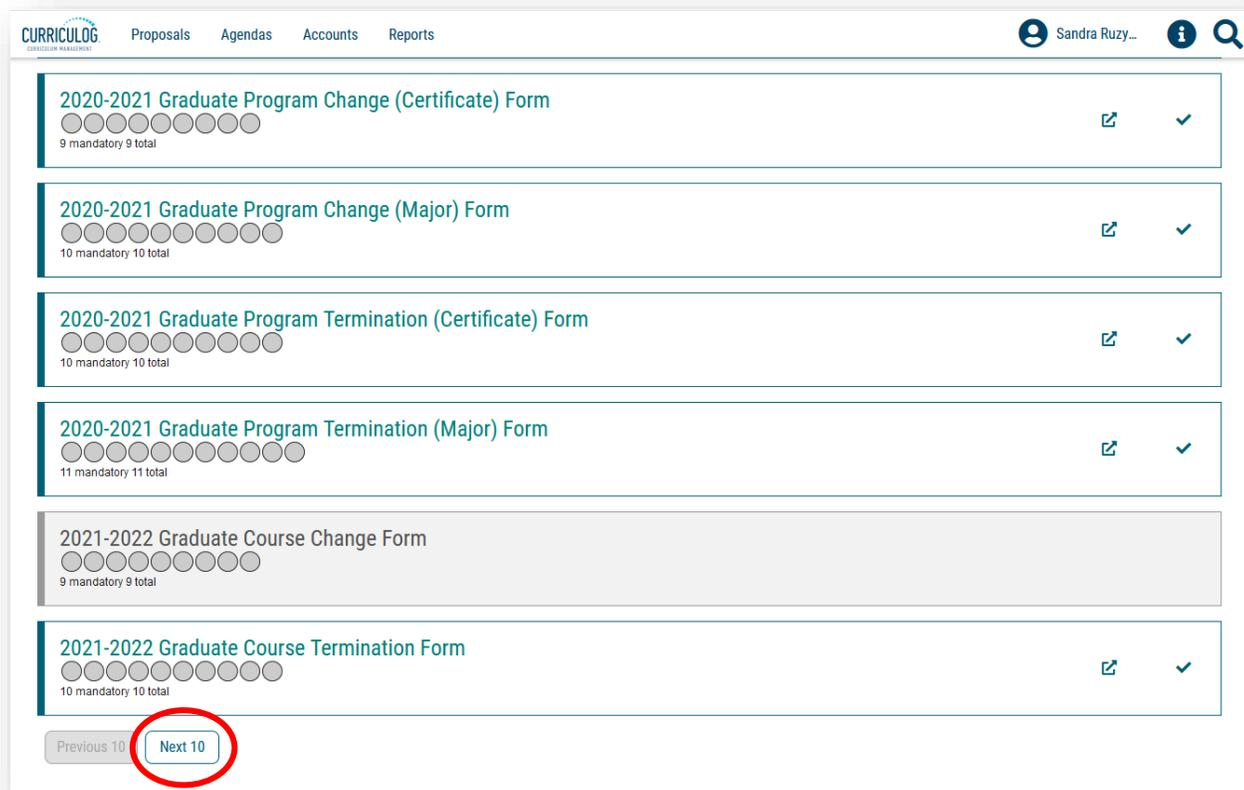 CURRICULOG
CURRICULUM MANAGEMENT
Proposals Agendas Accounts Reports Sandra Ruzy...
2020-2021 Graduate Program Change (Certificate) Form
9 mandatory 9 total
2020-2021 Graduate Program Change (Major) Form
10 mandatory 10 total
2020-2021 Graduate Program Termination (Certificate) Form
10 mandatory 10 total
2020-2021 Graduate Program Termination (Major) Form
11 mandatory 11 total
2021-2022 Graduate Course Change Form
9 mandatory 9 total
2021-2022 Graduate Course Termination Form
10 mandatory 10 total
Previous 10 Next 10